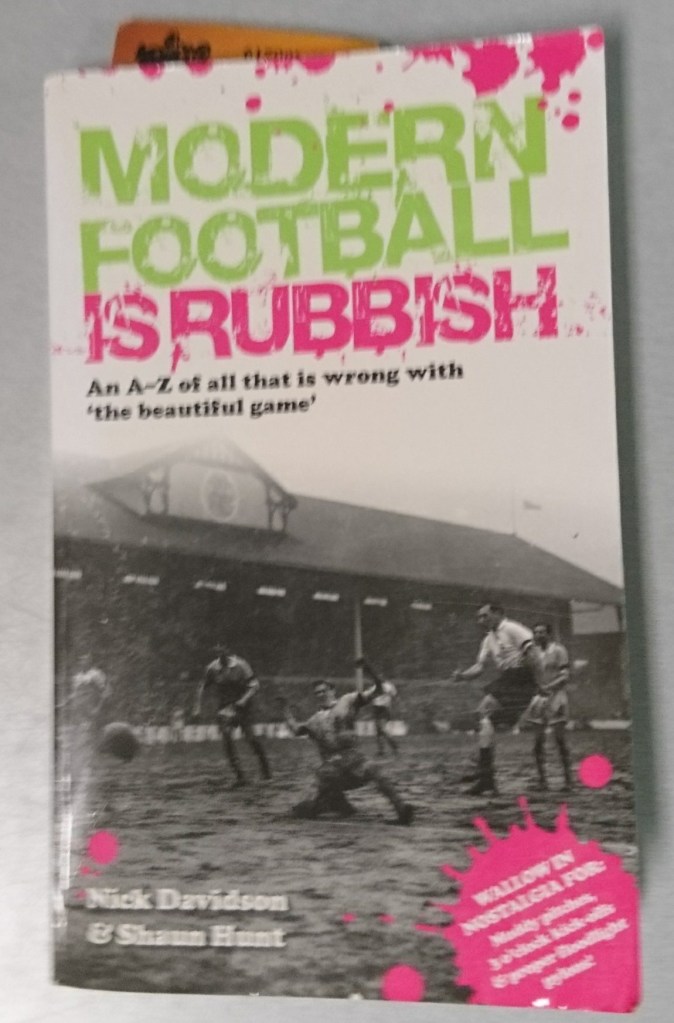 MODERN
FOOTBALL
IS RUBBISH
An A–Z of all that is wrong with
‘the beautiful game’
Nick Davidson
& Shaun Hunt
WALLOW IN
NOSTALGIA FOR:
Muddy pitches,
3 o'clock kick-offs
& proper floodlight
pylons!